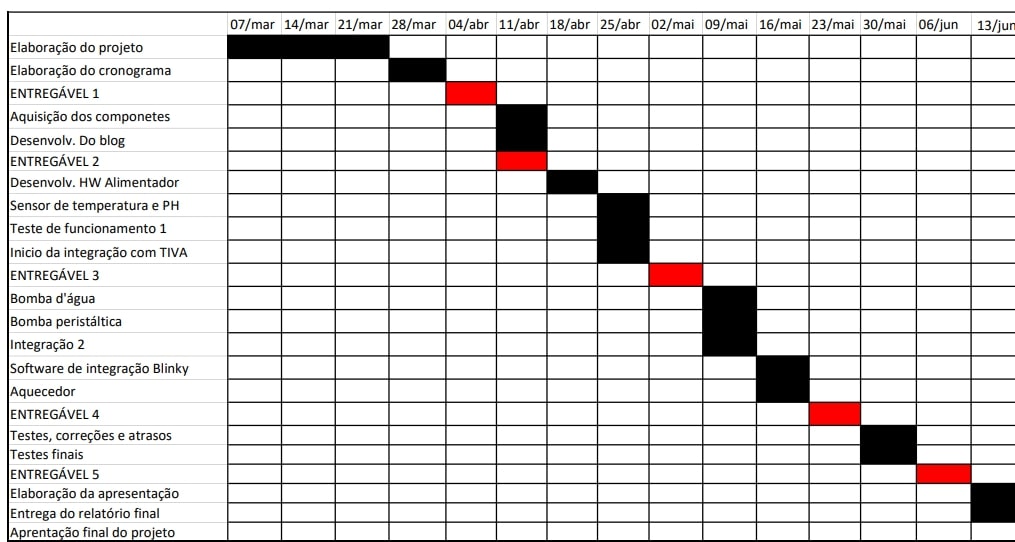 07/mar 14/mar 21/mar 28/mar 04/abr 11/abr 18/abr 25/abr 02/mai 09/mai 16/mai 23/mai 30/mai 06/jun 13/jun
Elaboração do projeto
Elaboração do cronograma
ENTREGÁVEL 1
Aquisição dos componetes
Desenvolv. Do blog
ENTREGÁVEL 2
Desenvolv. HW Alimentador
Sensor de temperatura e PH
Teste de funcionamento 1
Inicio da integração com TIVA
ENTREGÁVEL 3
Bomba d'água
Bomba peristáltica
Integração 2
Software de integração Blinky
Aquecedor
ENTREGÁVEL 4
Testes, correções e atrasos
Testes finais
ENTREGÁVEL 5
Elaboração da apresentação
Entrega do relatório final
Aprentação final do projeto